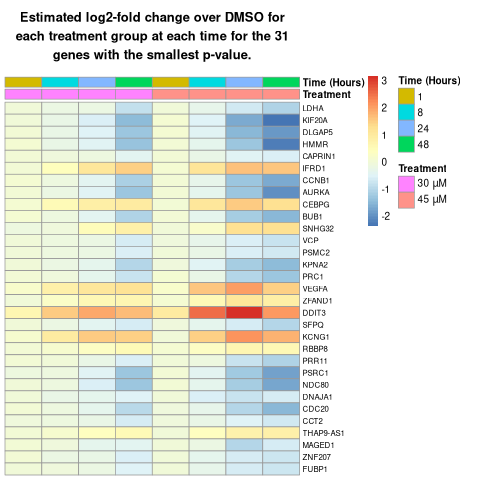 Estimated log2-fold change over DMSO for
each treatment group at each time for the 31
genes with the smallest p-value.
Time (Hours)
Treatment
LDHA
KIF20A
DLGAP5
HMMR
CAPRIN1
IFRD1
CCNB1
AURKA
CEBPG
BUB1
SNHG32
VCP
PSMC2
KPNA2
PRC1
VEGFA
ZFAND1
DDIT3
SFPQ
KCNG1
RBBP8
PRR11
PSRC1
NDC80
DNAJA1
CDC20
CCT2
THAP9-AS1
MAGED1
ZNF207
FUBP1
3
2
1
0
-1
-2
Time (Hours)
1
8
24
48
Treatment
30 µM
45 µM